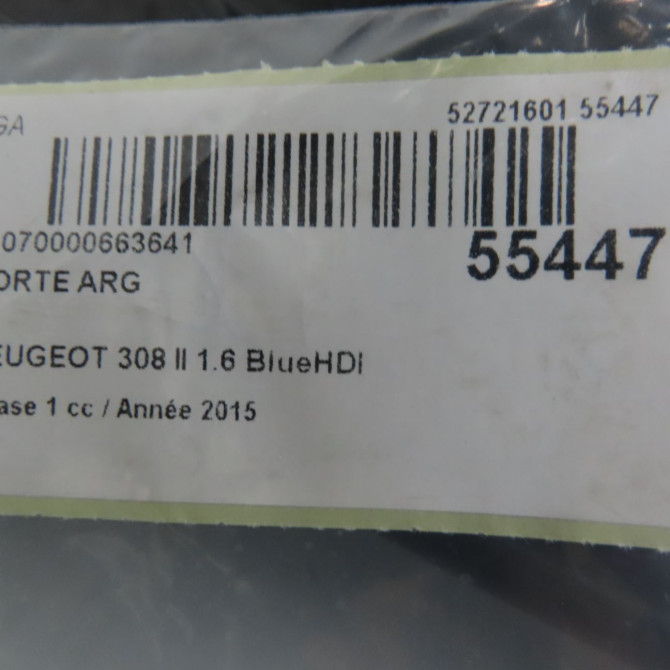 GA
52721601 55447
070000663641
55447
ORTE ARG
EUGEOT 308 II 1.6 BlueHDi
ase 1 cc / Année 2015